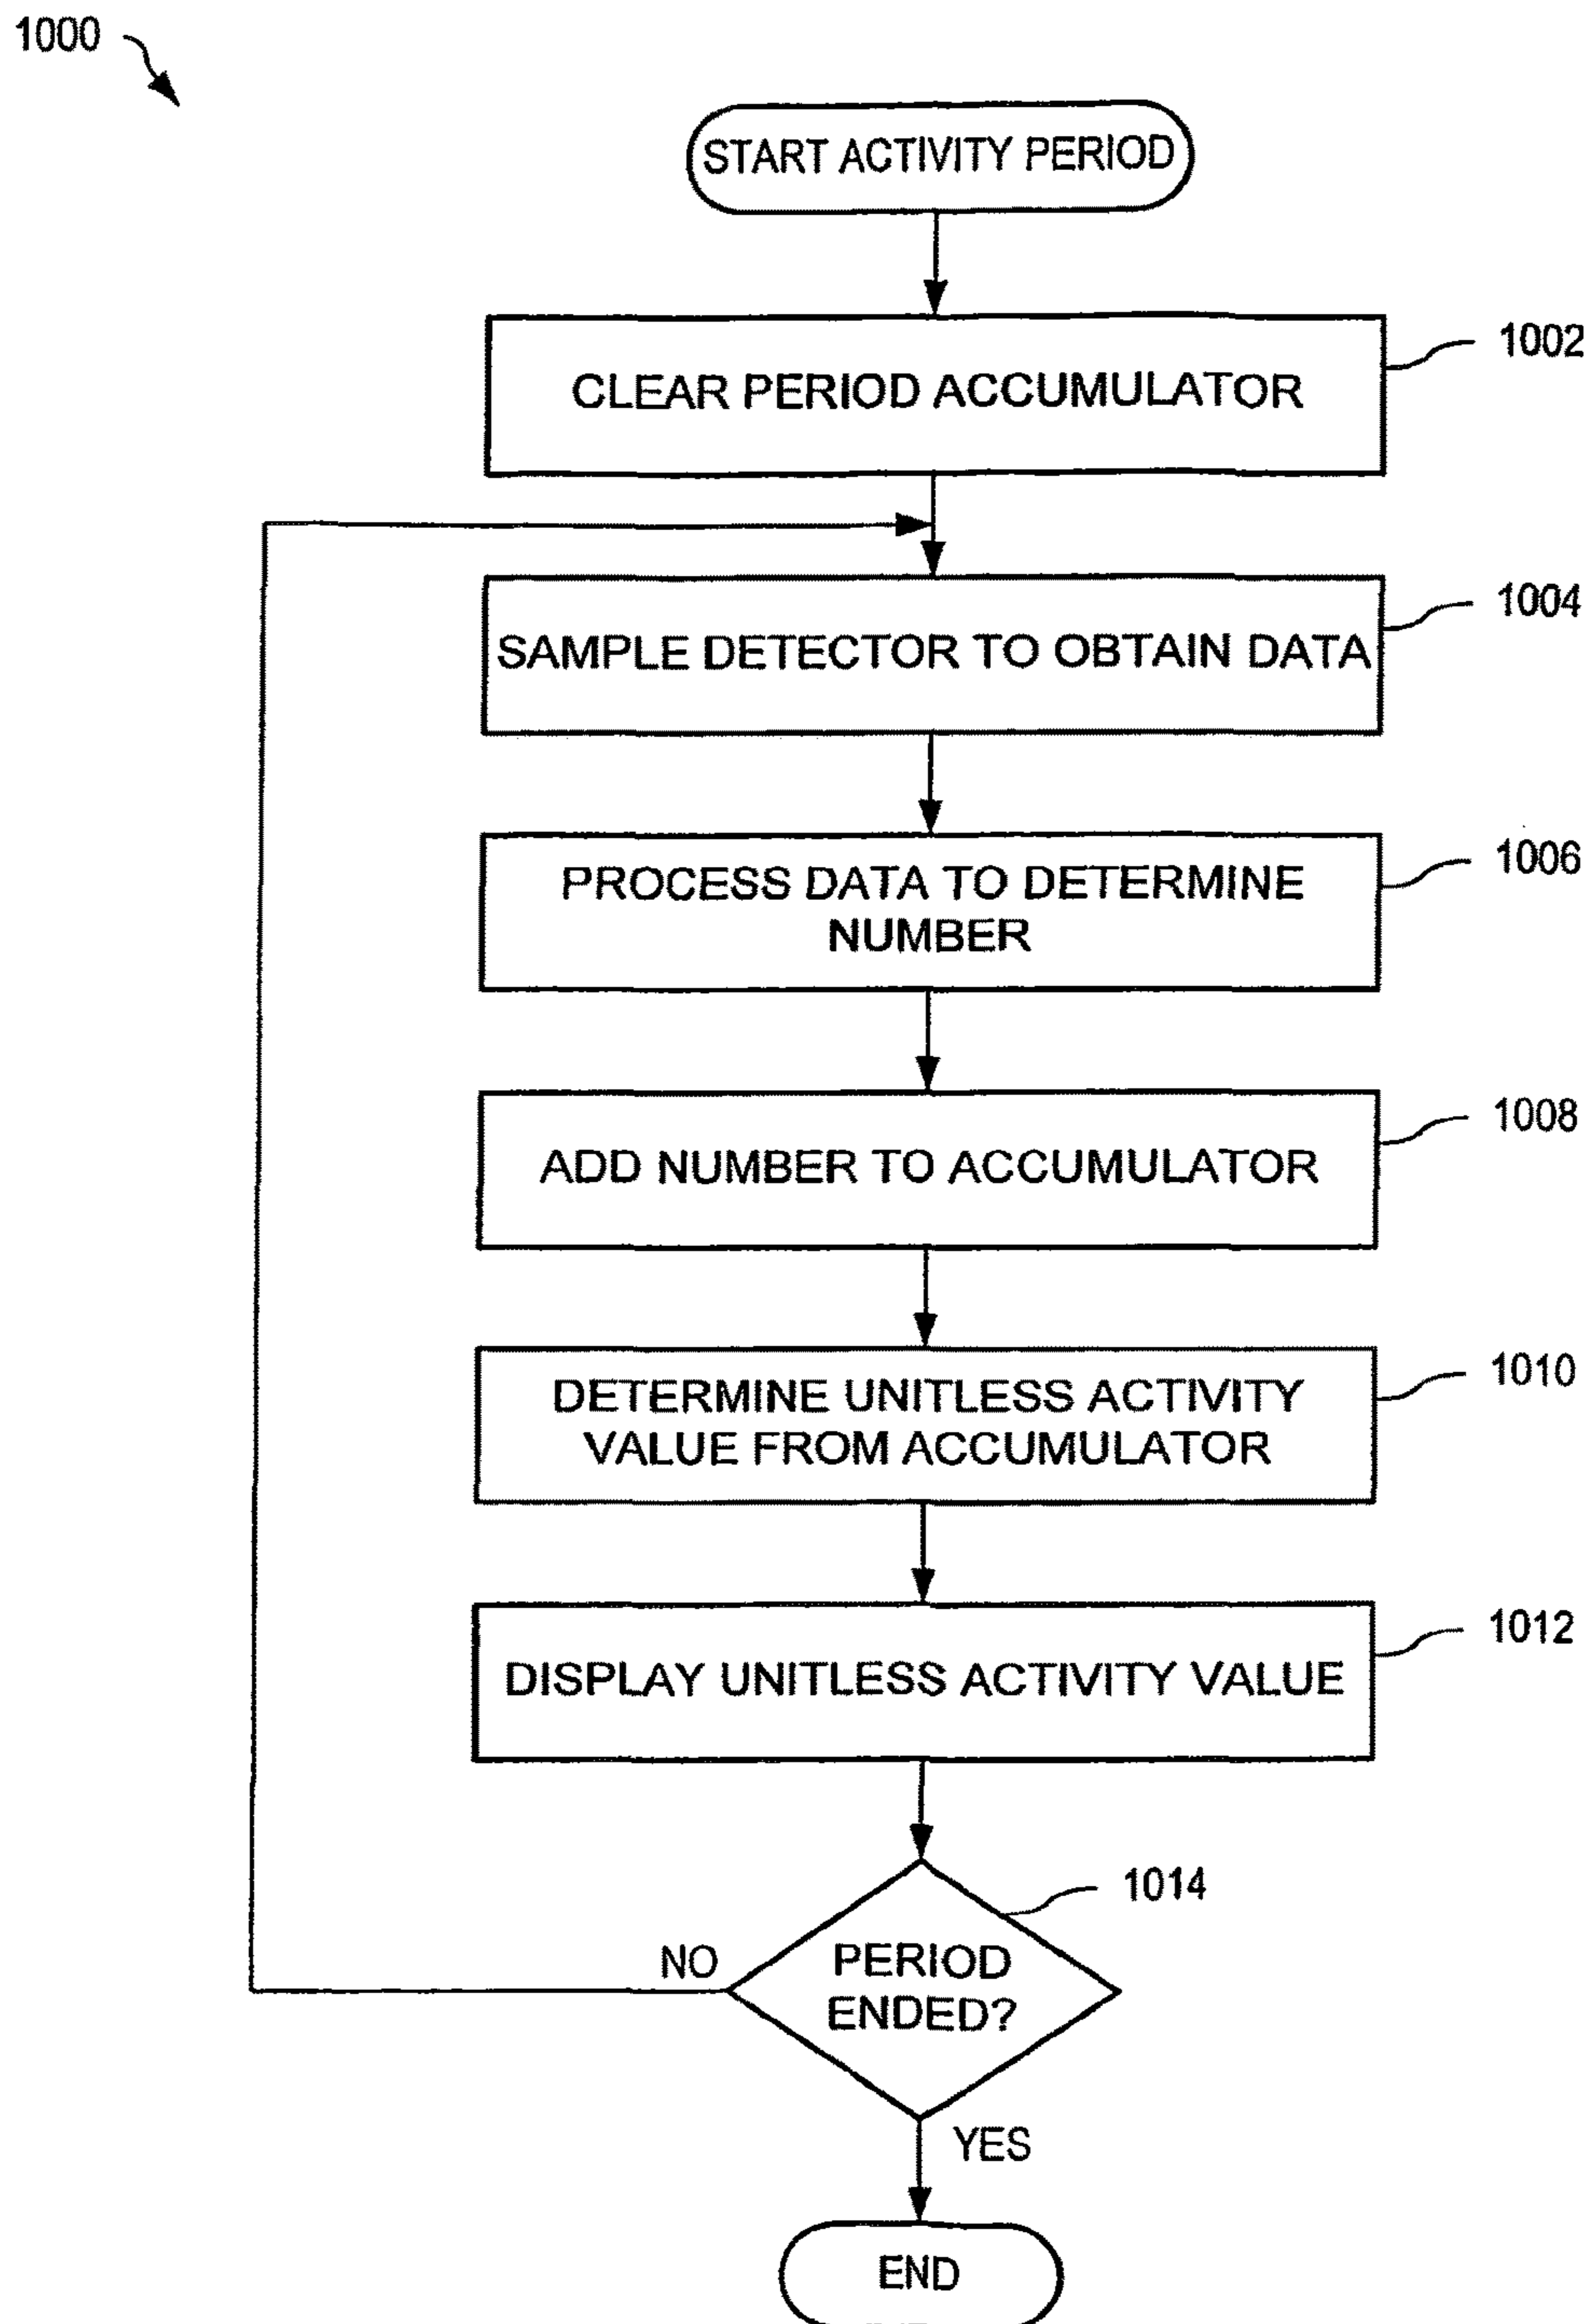 1000
START ACTIVITY PERIOD
1002
CLEAR PERIOD ACCUMULATOR
1004
SAMPLE DETECTOR TO OBTAIN DATA
1006
PROCESS DATA TO DETERMINE
NUMBER
1008
ADD NUMBER TO ACCUMULATOR
1010
DETERMINE UNITLESS ACTIVITY
VALUE FROM ACCUMULATOR
1012
DISPLAY UNITLESS ACTIVITY VALUE
1014
NO
PERIOD
ENDED?
YES
END